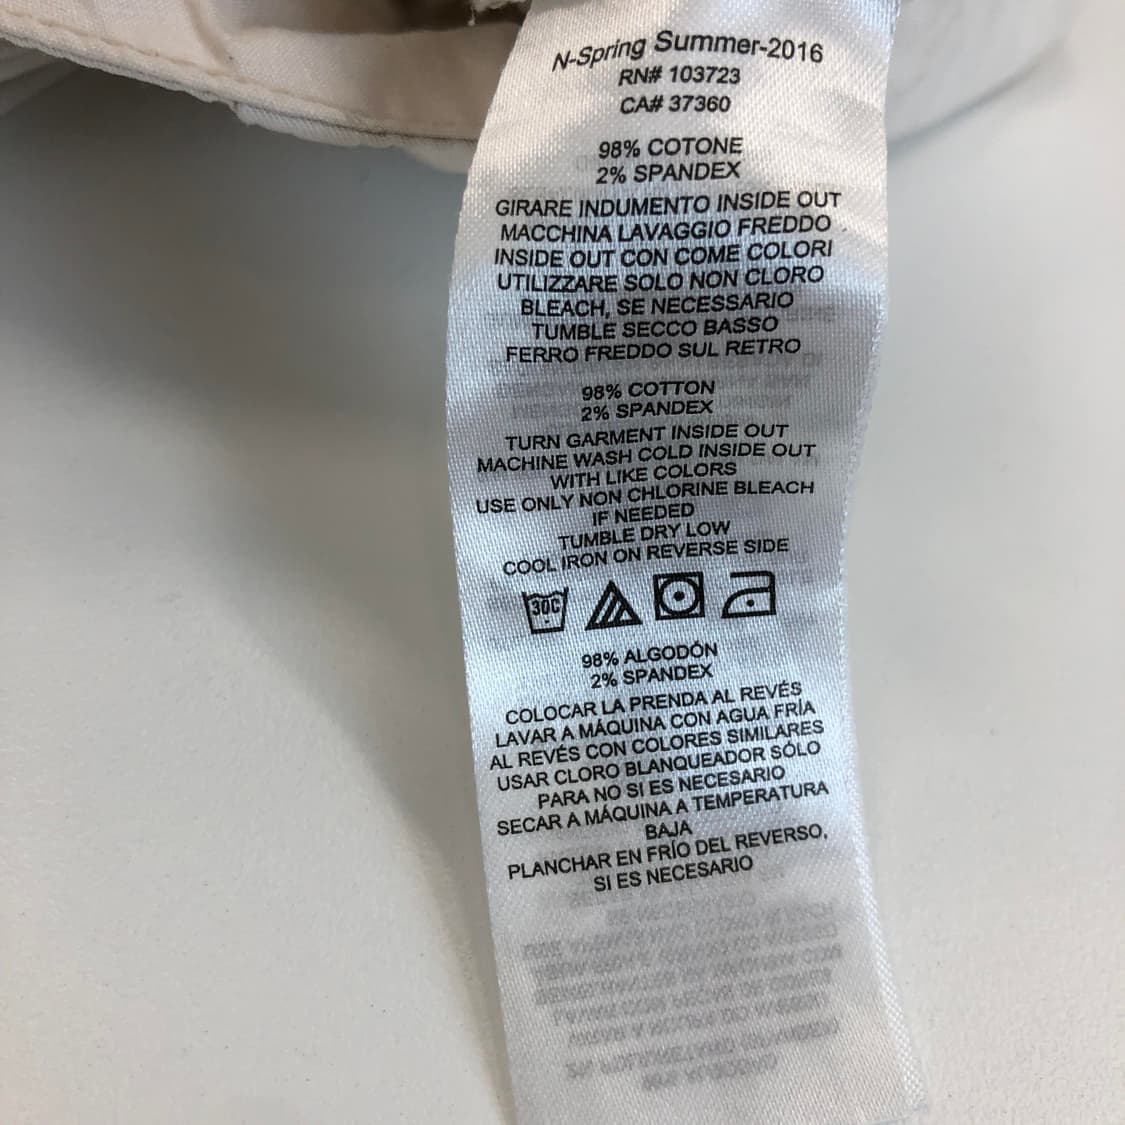 N-Spring Summer-2016
RN# 103723
CA# 37360
98% COTONE
2% SPANDEX
GIRARE INDUMENTO INSIDE OUT
MACCHINA LAVAGGIO FREDDO
INSIDE OUT CON COME COLORI
UTILIZZARE SOLO NON CLORO
BLEACH, SE NECESSARIO
TUMBLE SECCO BASSO
FERRO FREDDO SUL RETRO
98% COTTON
2% SPANDEX
TURN GARMENT INSIDE OUT
MACHINE WASH COLD INSIDE OUT
WITH LIKE COLORS
USE ONLY NON CHLORINE BLEACH
IF NEEDED
TUMBLE DRY LOW
COOL IRON ON REVERSE SIDE
30C
98% ALGODÓN
2% SPANDEX
COLOCAR LA PRENDA AL REVÉS
LAVAR A MÁQUINA CON AGUA FRÍA
AL REVÉS CON COLORES SIMILARES
USAR CLORO BLANQUEADOR SÓLO
PARA NO SI ES NECESARIO
SECAR A MÁQUINA A TEMPERATURA
BAJA
PLANCHAR EN FRÍO DEL REVERSO,
SI ES NECESARIO